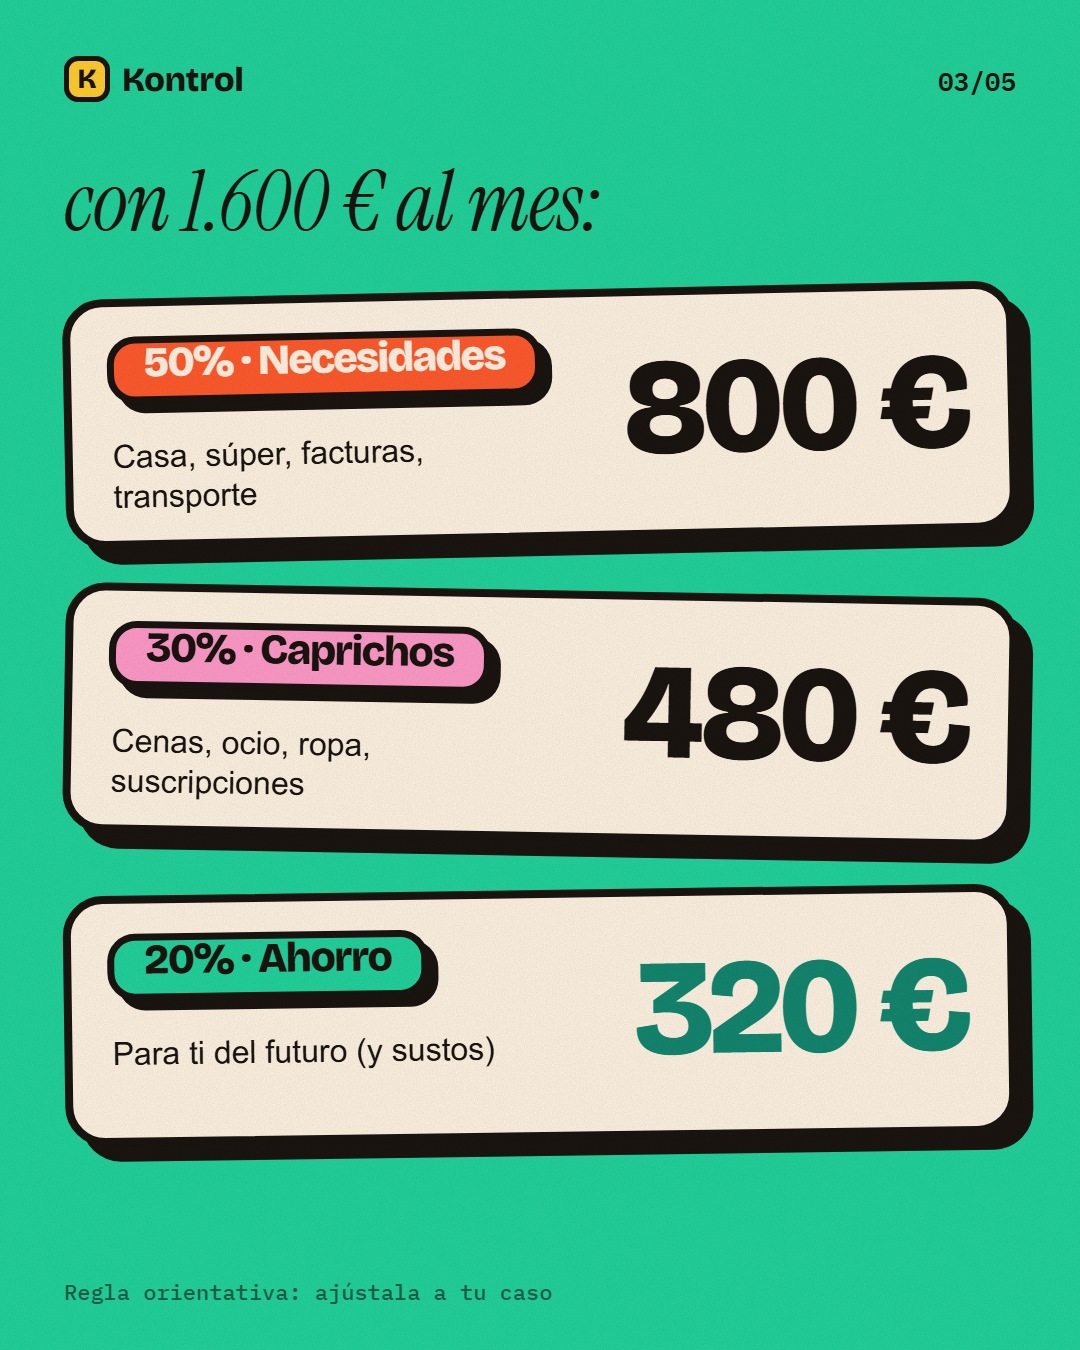 K Kontrol
03/05
con 1.600 € al mes:
50% · Necesidades
800 €
Casa, súper, facturas,
transporte
30% · Caprichos
480 €
Cenas, ocio, ropa,
suscripciones
20% · Ahorro
320 €
Para ti del futuro (y sustos)
Regla orientativa: ajústala a tu caso